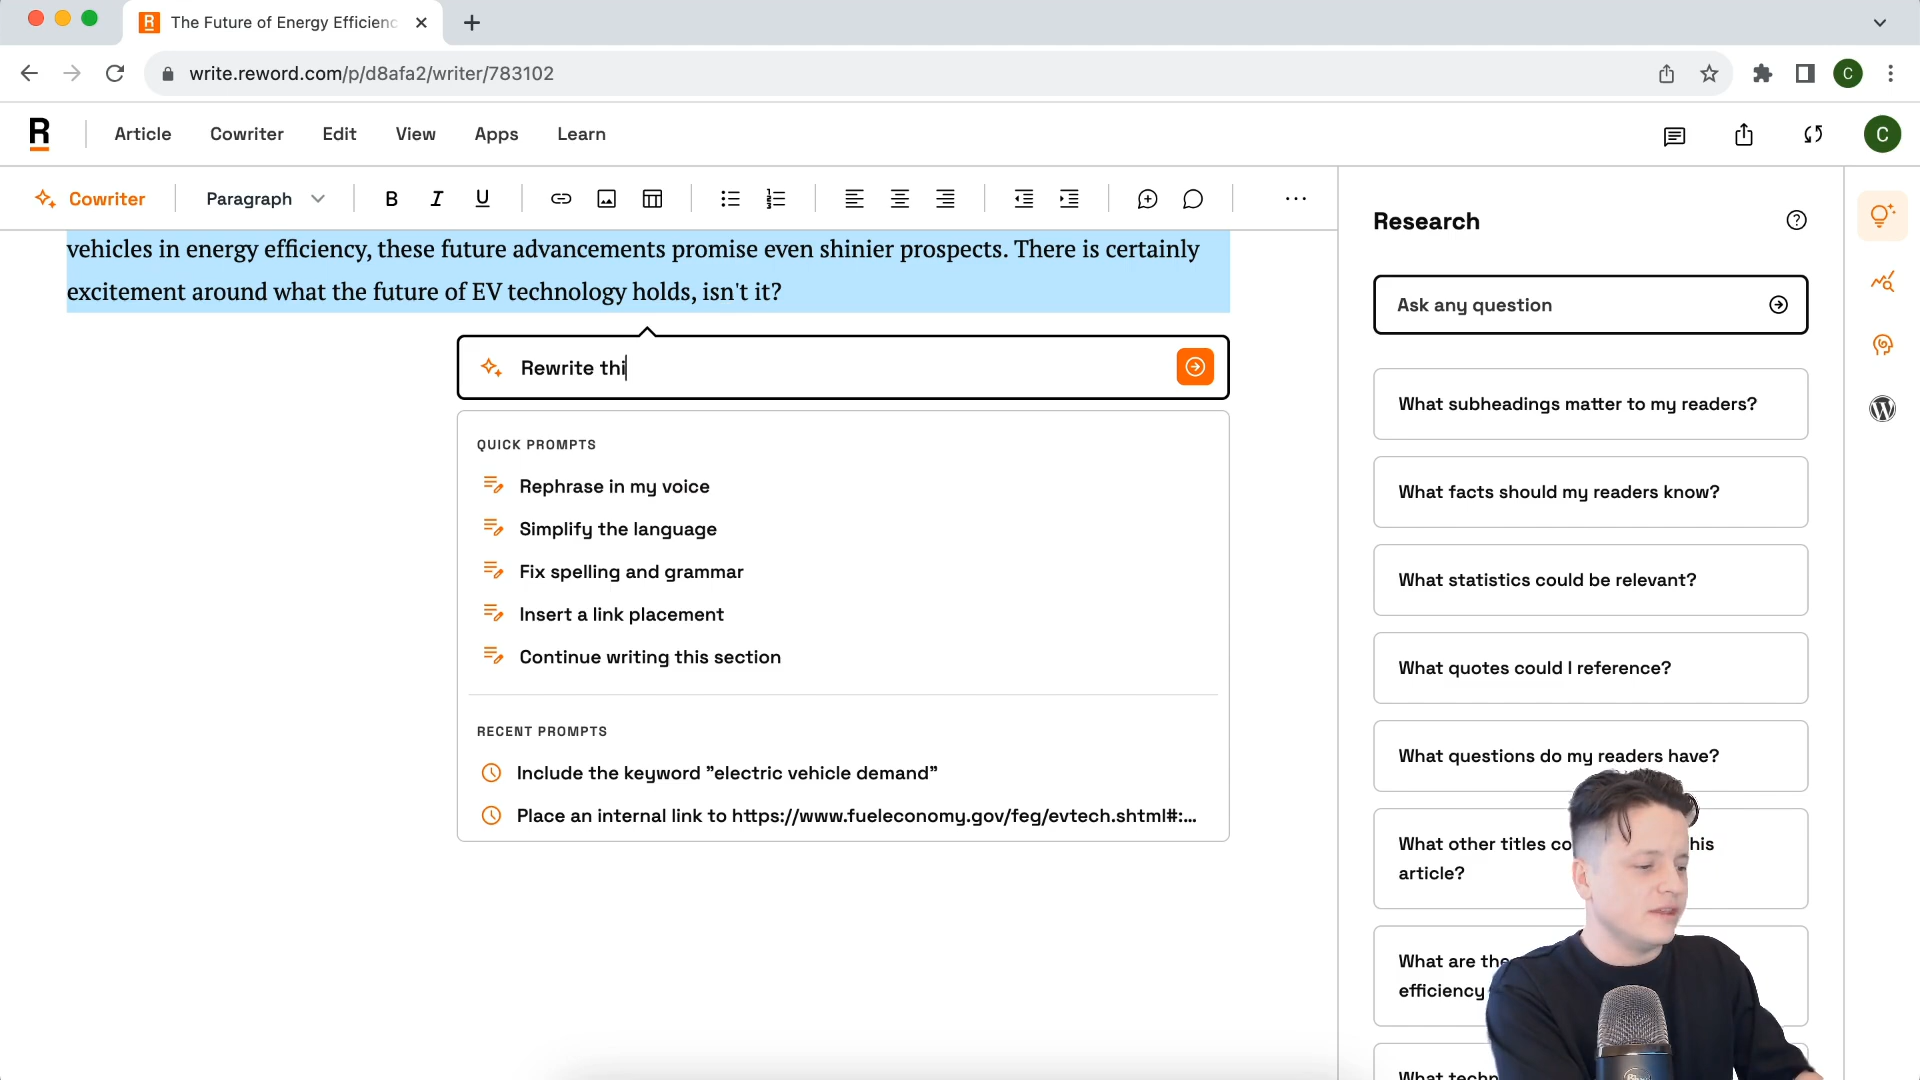 The Future of Energy Efficienc
write.reword.com/p/d8afa2/writer/783102
C
R
Article
Cowriter
Edit
View
Apps
Learn
C
Cowriter
Paragraph
B
I
U
vehicles in energy efficiency, these future advancements promise even shinier prospects. There is certainly
excitement around what the future of EV technology holds, isn't it?
Rewrite thi
QUICK PROMPTS
Rephrase in my voice
Simplify the language
Fix spelling and grammar
Insert a link placement
Continue writing this section
RECENT PROMPTS
Include the keyword "electric vehicle demand"
Place an internal link to https://www.fueleconomy.gov/feg/evtech.shtml#:...
Research
Ask any question
What subheadings matter to my readers?
What facts should my readers know?
What statistics could be relevant?
What quotes could I reference?
What questions do my readers have?
What other titles co his
article?
What are the
efficiency
What techn